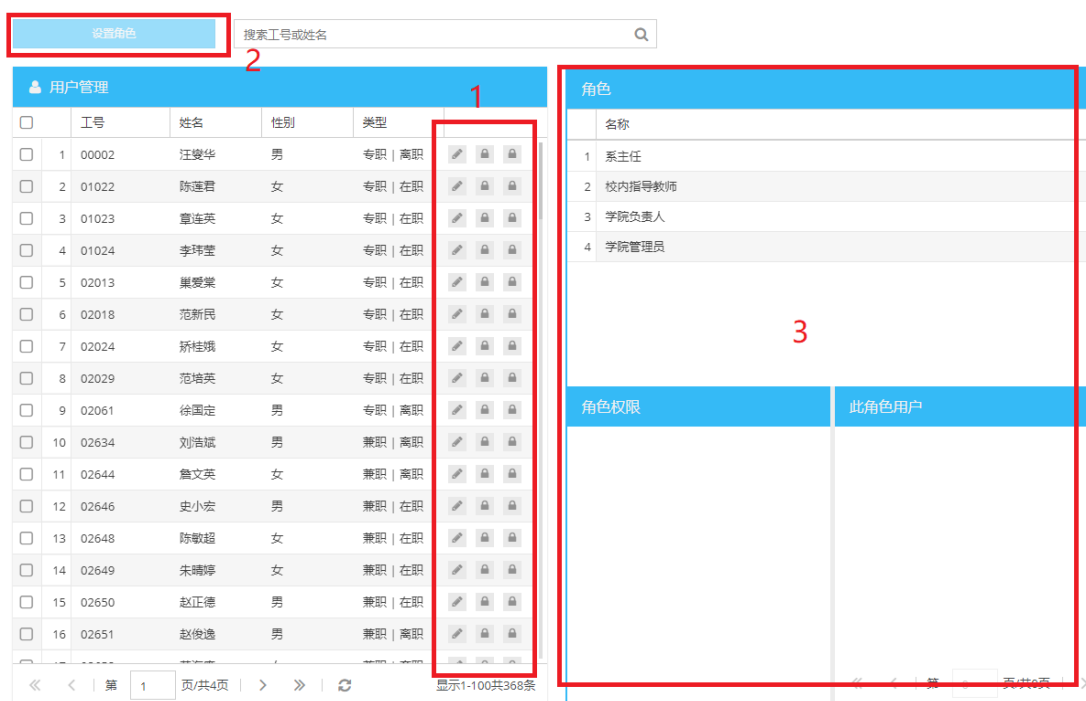 设置角色
搜索工号或姓名
2
用户管理
1
工号 姓名 性别 类型
1 00002 汪燮华 男 专职 | 离职
2 01022 陈莲君 女 专职 | 在职
3 01023 章连英 女 专职 | 在职
4 01024 李玮莹 女 专职 | 在职
5 02013 巢爱棠 女 专职 | 在职
6 02018 范新民 女 专职 | 在职
7 02024 矫桂娥 女 专职 | 在职
8 02029 范培英 女 专职 | 在职
9 02061 徐国定 男 专职 | 离职
10 02634 刘浩斌 男 兼职 | 离职
11 02644 詹文英 女 兼职 | 离职
12 02646 史小宏 男 兼职 | 在职
13 02648 陈敏超 女 兼职 | 在职
14 02649 朱晴婷 女 兼职 | 在职
15 02650 赵正德 男 兼职 | 在职
16 02651 赵俊逸 男 兼职 | 离职
第 1 页/共4页
显示1-100共368条
角色
名称
1 系主任
2 校内指导教师
3 学院负责人
4 学院管理员
3
角色权限
此角色用户
第 0 页/共0页